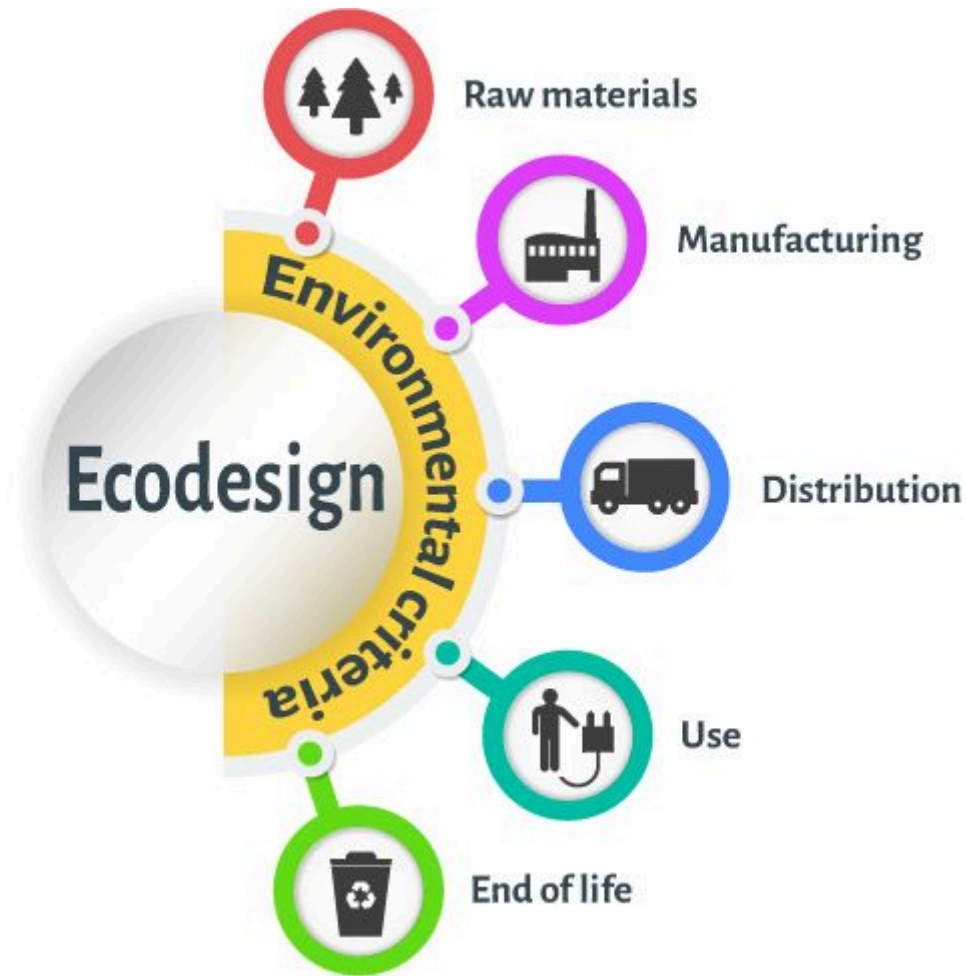 Raw materials
Manufacturing
Environmental criteria
Ecodesign
Distribution
Use
End of life